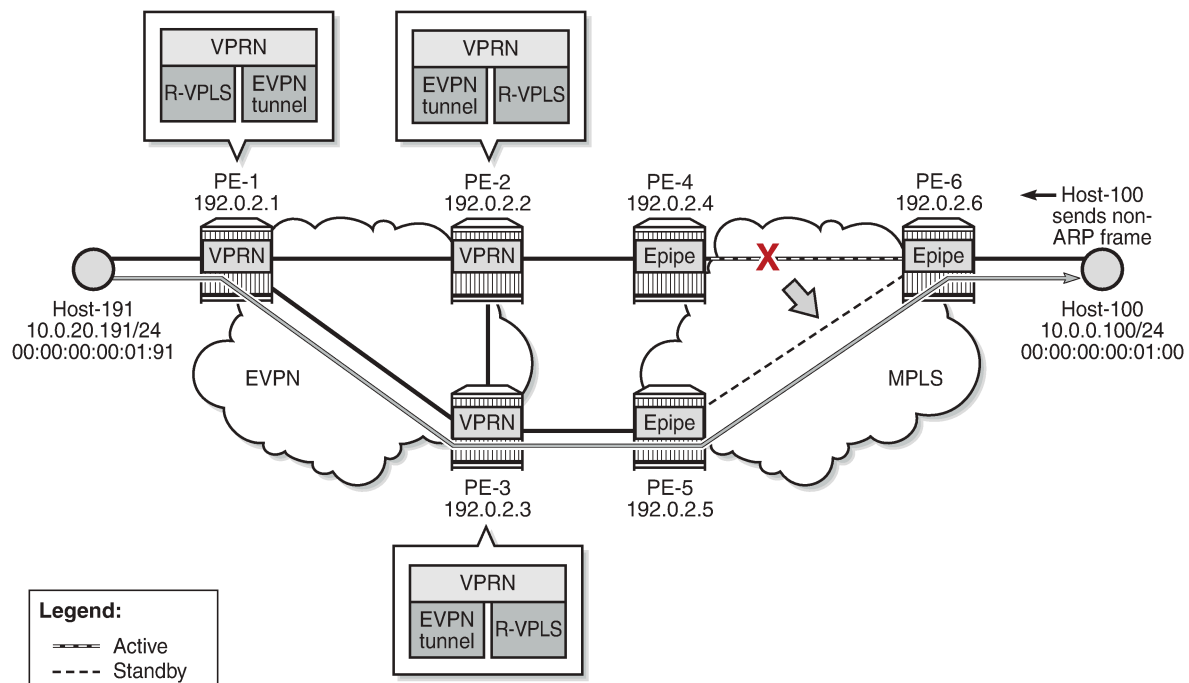 VPRN
R-VPLS
EVPN
tunnel
VPRN
EVPN
tunnel
R-VPLS
PE-1
192.0.2.1
PE-2
192.0.2.2
PE-4
192.0.2.4
PE-6
192.0.2.6
Host-100
sends non-
ARP frame
VPRN
VPRN
Epipe
X
Epipe
Host-191
10.0.20.191/24
00:00:00:00:01:91
Host-100
10.0.0.100/24
00:00:00:00:01:00
EVPN
MPLS
VPRN
Epipe
PE-3
192.0.2.3
PE-5
192.0.2.5
VPRN
EVPN
tunnel
R-VPLS
Legend:
Active
Standby